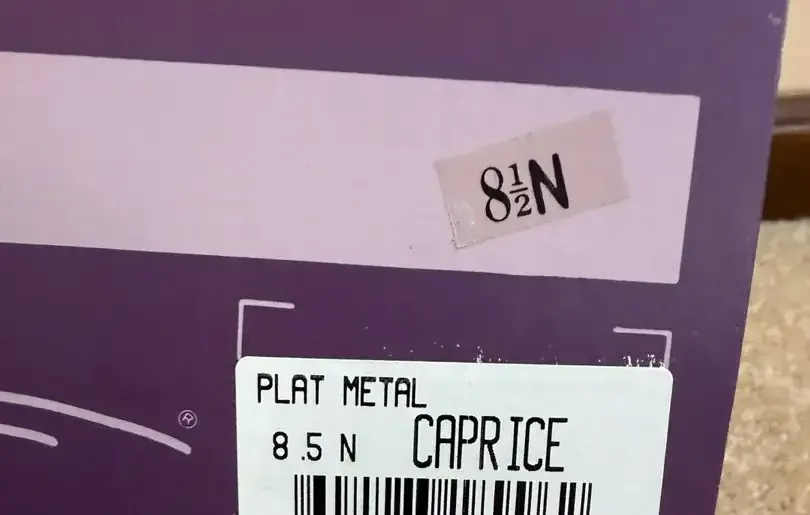 8½N
®
PLAT METAL
8.5 N CAPRICE